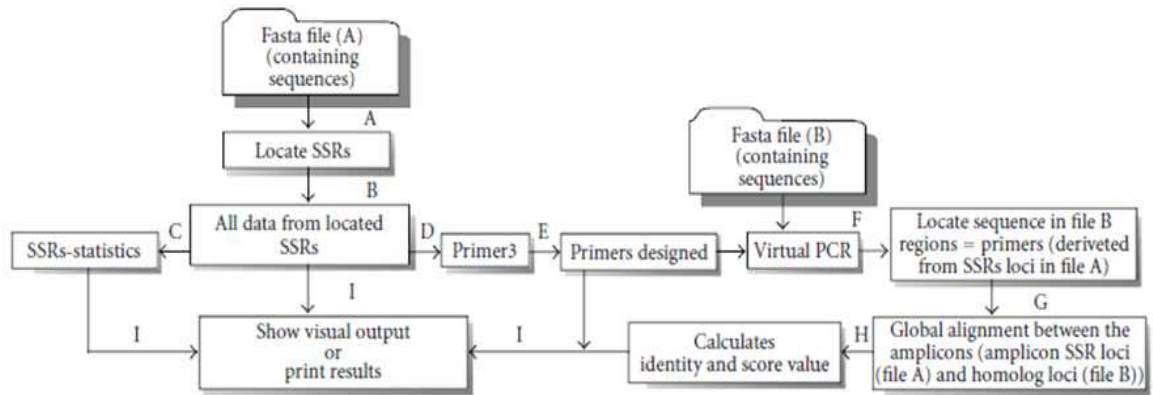 Fasta file (A)
(containing
sequences)
A
Locate SSRs
B
All data from located
SSRs
C
SSRs-statistics
D
Primer3
E
Primers designed
Fasta file (B)
(containing
sequences)
Virtual PCR
F
Locate sequence in file B
regions = primers (deriveted
from SSRs loci in file A)
G
Global alignment between the
amplicons (amplicon SSR loci
(file A) and homolog loci (file B))
H
Calculates
identity and score value
I
I
I
Show visual output
or
print results